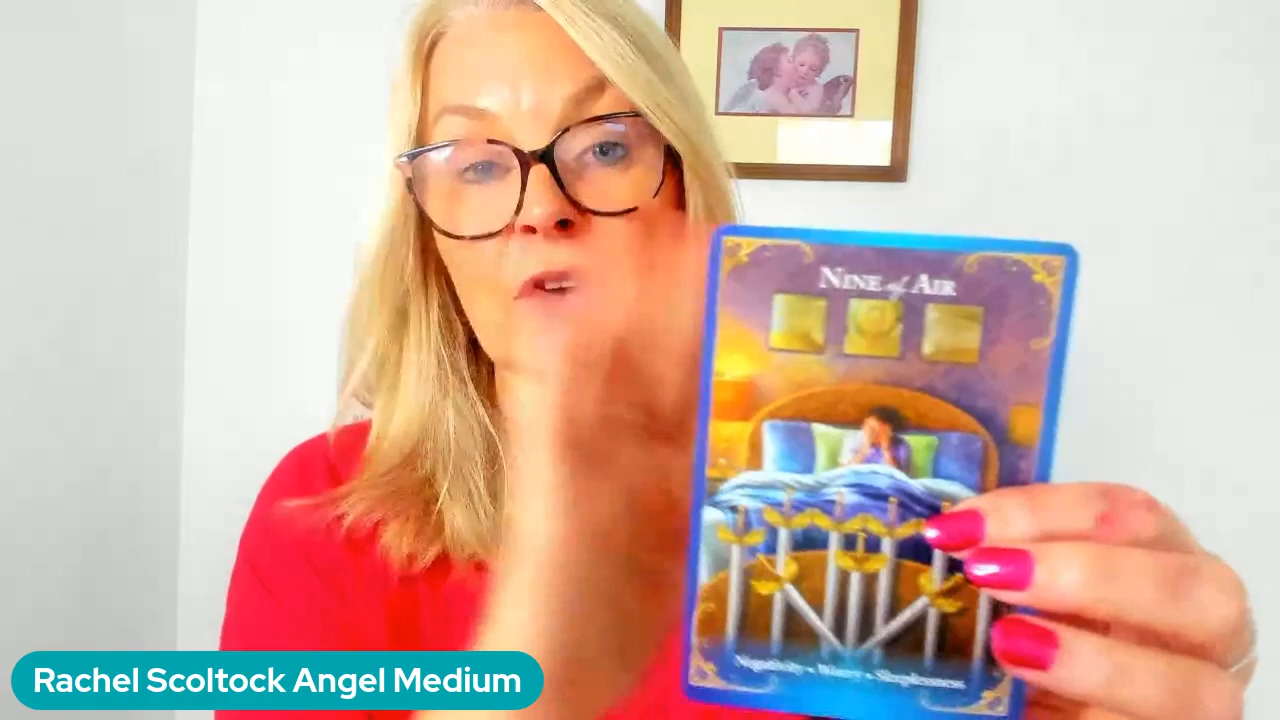 NINE of AIR
Negativity • Worry • Sleeplessness
Rachel Scoltock Angel Medium